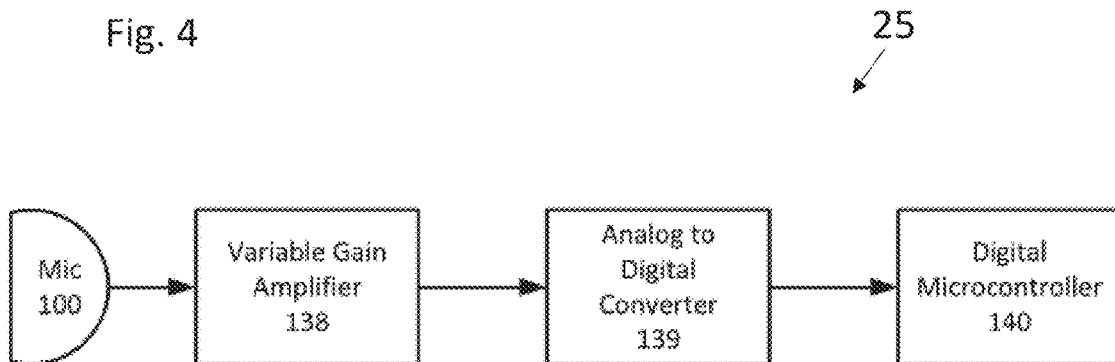 Fig. 4
25
Mic
100
Variable Gain
Amplifier
138
Analog to
Digital
Converter
139
Digital
Microcontroller
140